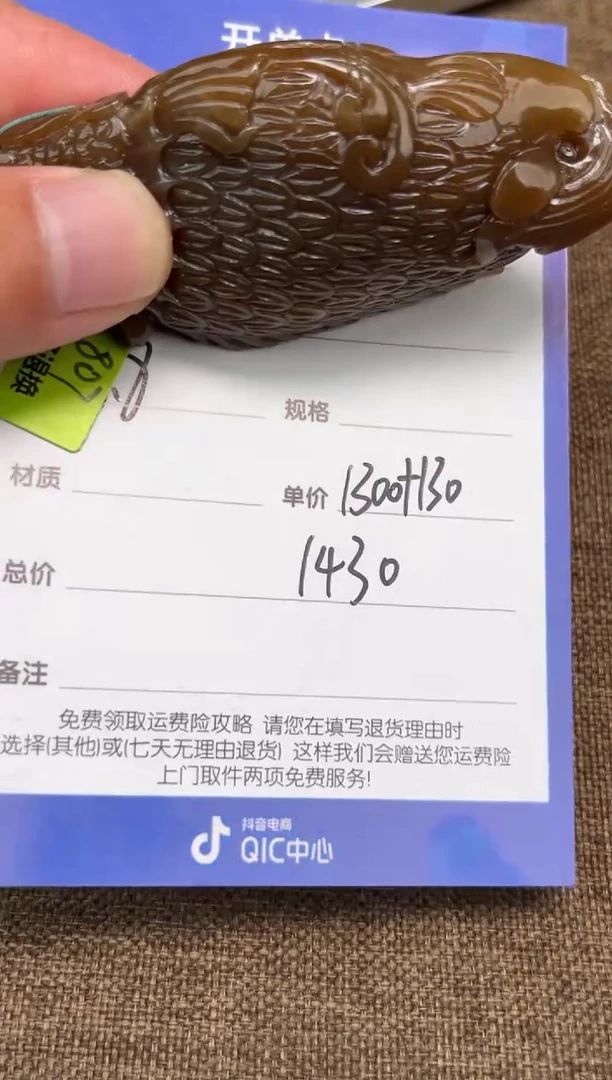 807
退换
规格
材质
单价 1300+130
总价 1430
备注
免费领取运费险攻略 请您在填写退货理由时
选择(其他)或(七天无理由退货) 这样我们会赠送您运费险
上门取件两项免费服务!
抖音电商
QIC中心